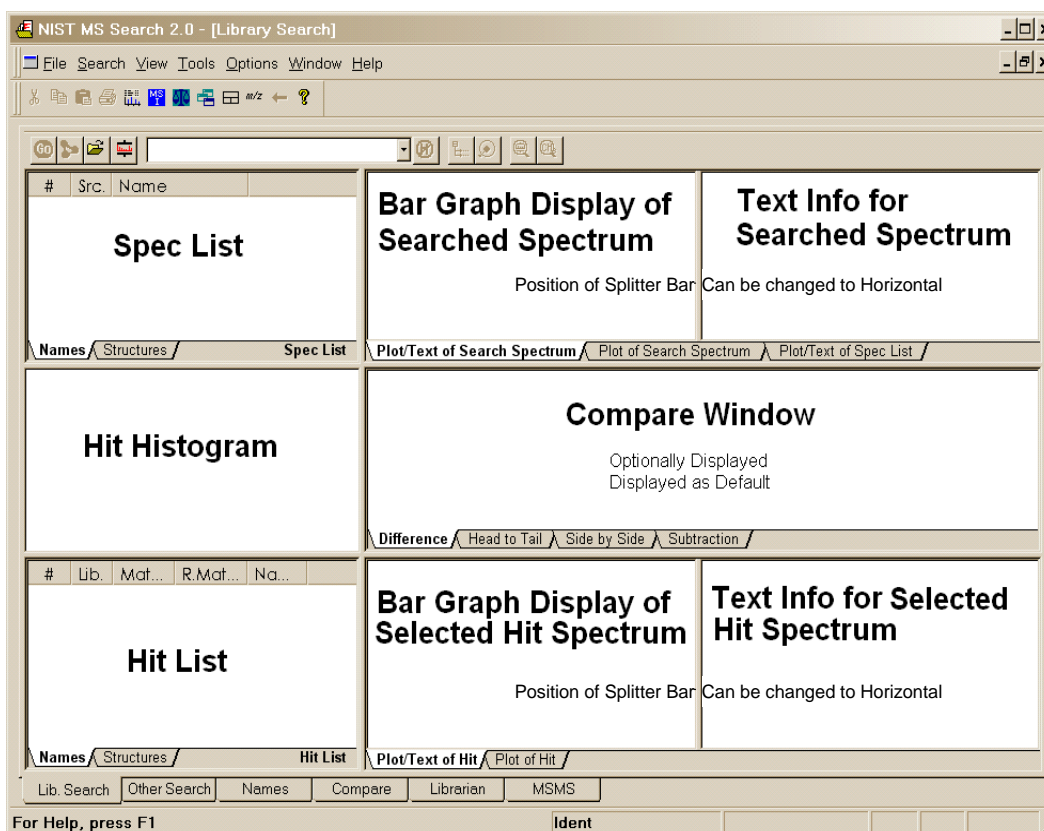 NIST MS Search 2.0 - [Library Search]
File Search View Tools Options Window Help
MS
m/z
?
GO
# Src. Name
Spec List
Names Structures Spec List
Bar Graph Display of
Searched Spectrum
Text Info for
Searched Spectrum
Position of Splitter Bar Can be changed to Horizontal
Plot/Text of Search Spectrum Plot of Search Spectrum Plot/Text of Spec List
Hit Histogram
Compare Window
Optionally Displayed
Displayed as Default
Difference Head to Tail Side by Side Subtraction
# Lib. Mat... R.Mat... Na...
Hit List
Names Structures Hit List
Bar Graph Display of
Selected Hit Spectrum
Text Info for Selected
Hit Spectrum
Position of Splitter Bar Can be changed to Horizontal
Plot/Text of Hit Plot of Hit
Lib. Search Other Search Names Compare Librarian MSMS
For Help, press F1 Ident